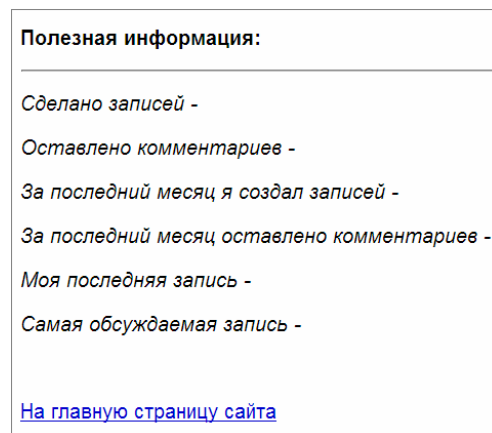 Полезная информация:
Сделано записей -
Оставлено комментариев -
За последний месяц я создал записей -
За последний месяц оставлено комментариев -
Моя последняя запись -
Самая обсуждаемая запись -
На главную страницу сайта